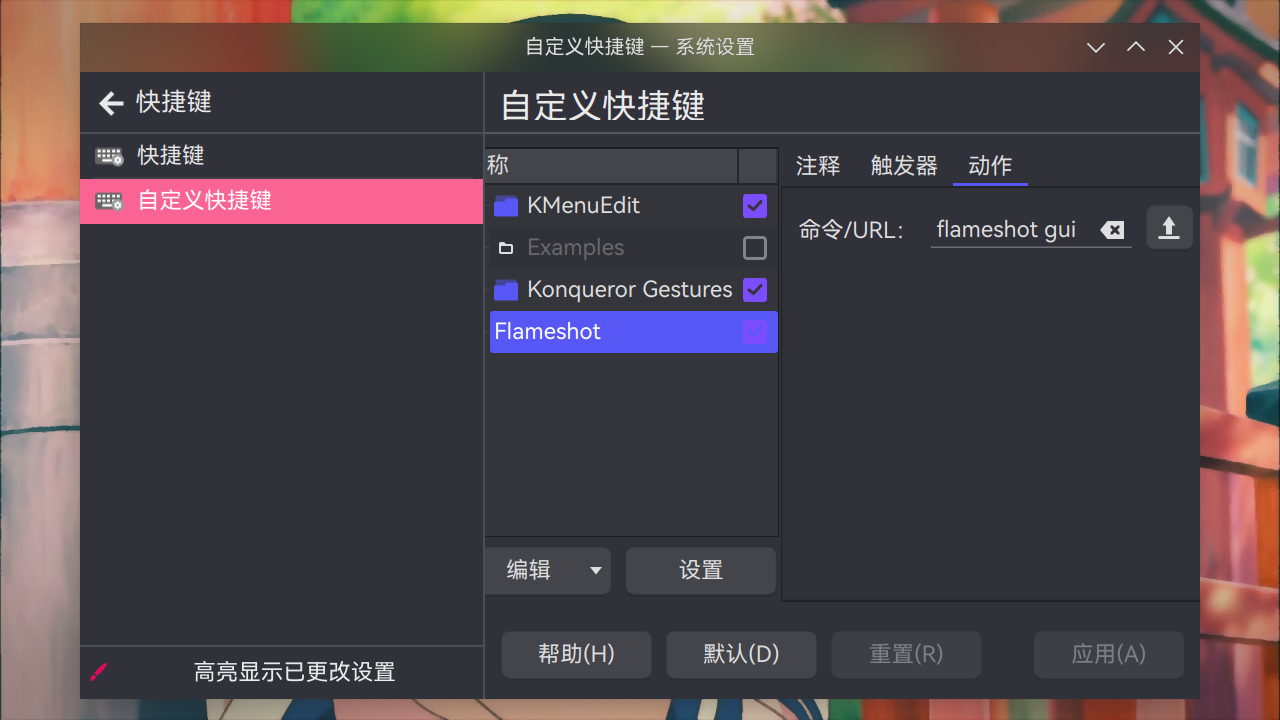 自定义快捷键 — 系统设置
快捷键
自定义快捷键
快捷键
自定义快捷键
称
KMenuEdit
Examples
Konqueror Gestures
Flameshot
注释 触发器 动作
命令/URL： flameshot gui
编辑 设置
帮助(H) 默认(D) 重置(R) 应用(A)
高亮显示已更改设置